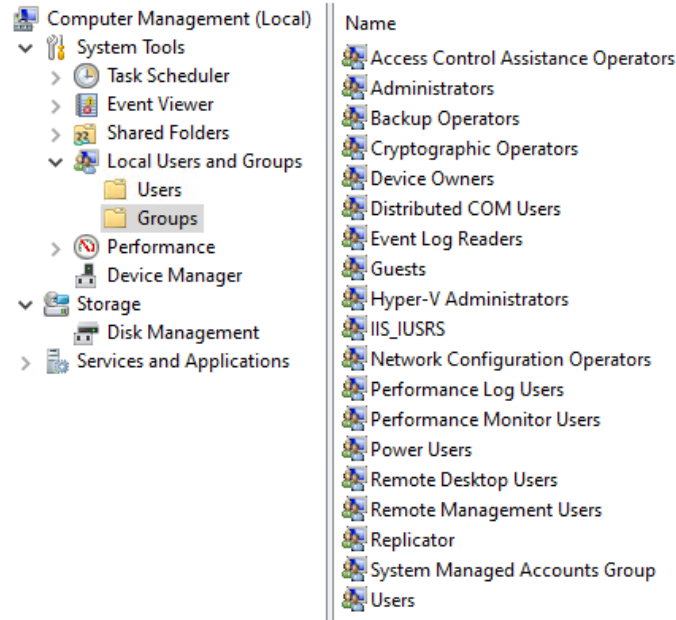 Computer Management (Local)
System Tools
Task Scheduler
Event Viewer
Shared Folders
Local Users and Groups
Users
Groups
Performance
Device Manager
Storage
Disk Management
Services and Applications
Name
Access Control Assistance Operators
Administrators
Backup Operators
Cryptographic Operators
Device Owners
Distributed COM Users
Event Log Readers
Guests
Hyper-V Administrators
IIS_IUSRS
Network Configuration Operators
Performance Log Users
Performance Monitor Users
Power Users
Remote Desktop Users
Remote Management Users
Replicator
System Managed Accounts Group
Users